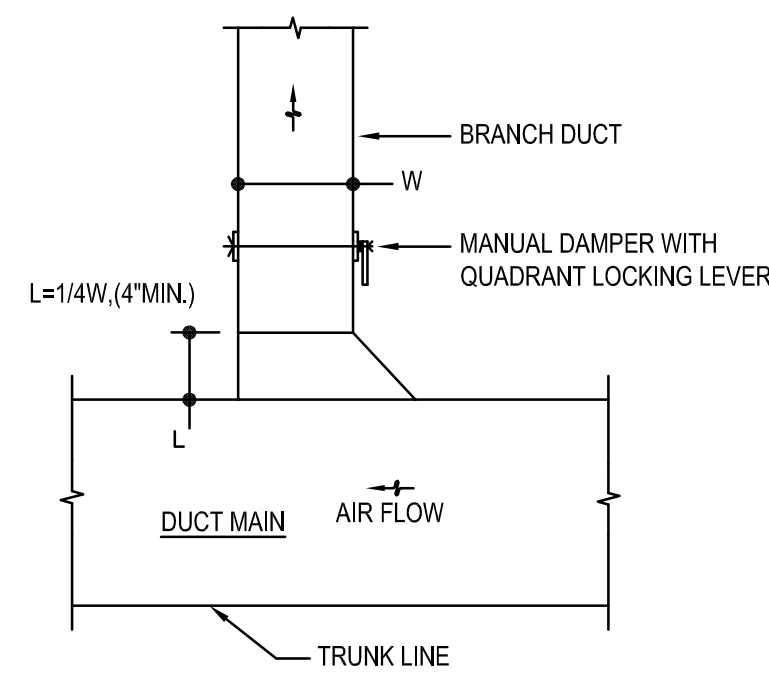 BRANCH DUCT
W
MANUAL DAMPER WITH
QUADRANT LOCKING LEVER
L=1/4W,(4"MIN.)
L
DUCT MAIN
AIR FLOW
TRUNK LINE